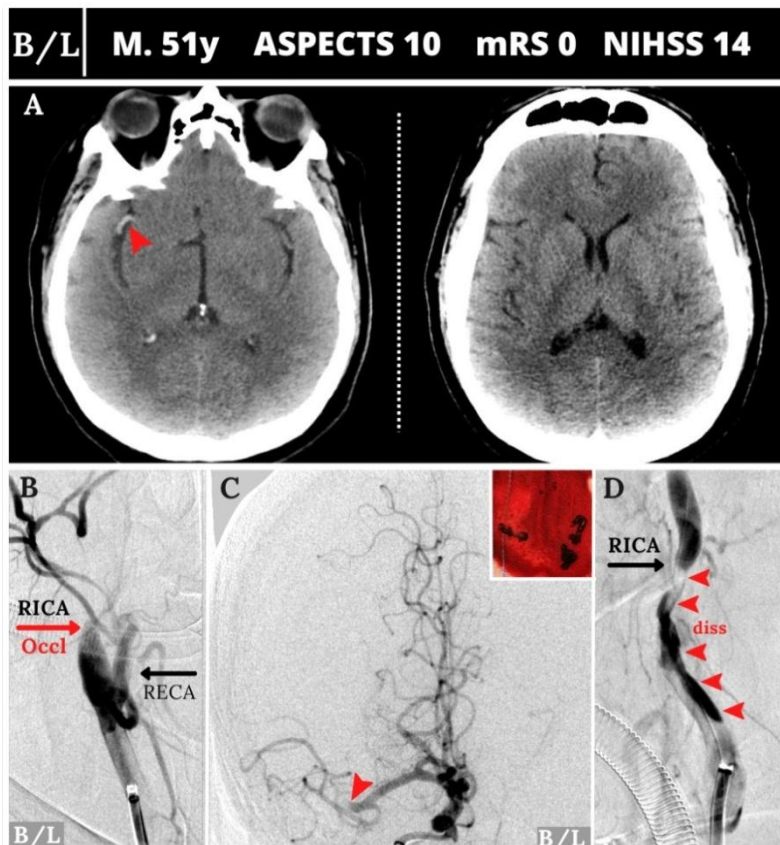 B/L M. 51y ASPECTS 10 mRS 0 NIHSS 14
A
B
RICA
Occl
RECA
B/L
C
B/L
D
RICA
diss